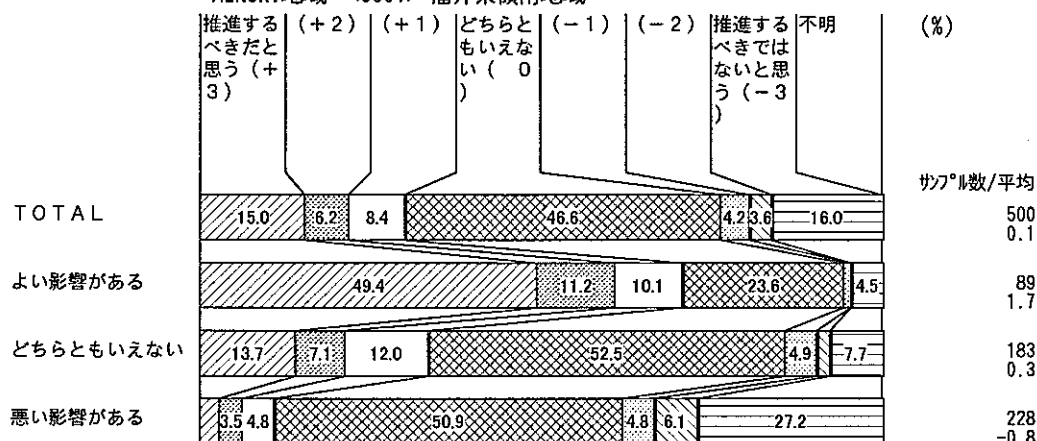 推進する (+2) (+1) どちらと (-1) (-2) 推進する 不明 (%)
べきだと もいえな べきでは
思う(+ い( 0 ないと思
3) ) う(-3
)
サンプル数/平均
TOTAL 15.0 6.2 8.4 46.6 4.2 3.6 16.0 500
0.1
よい影響がある 49.4 11.2 10.1 23.6 4.5 89
1.7
どちらともいえない 13.7 7.1 12.0 52.5 4.9 7.7 183
0.3
悪い影響がある 3.5 4.8 50.9 4.8 6.1 27.2 228
-0.8